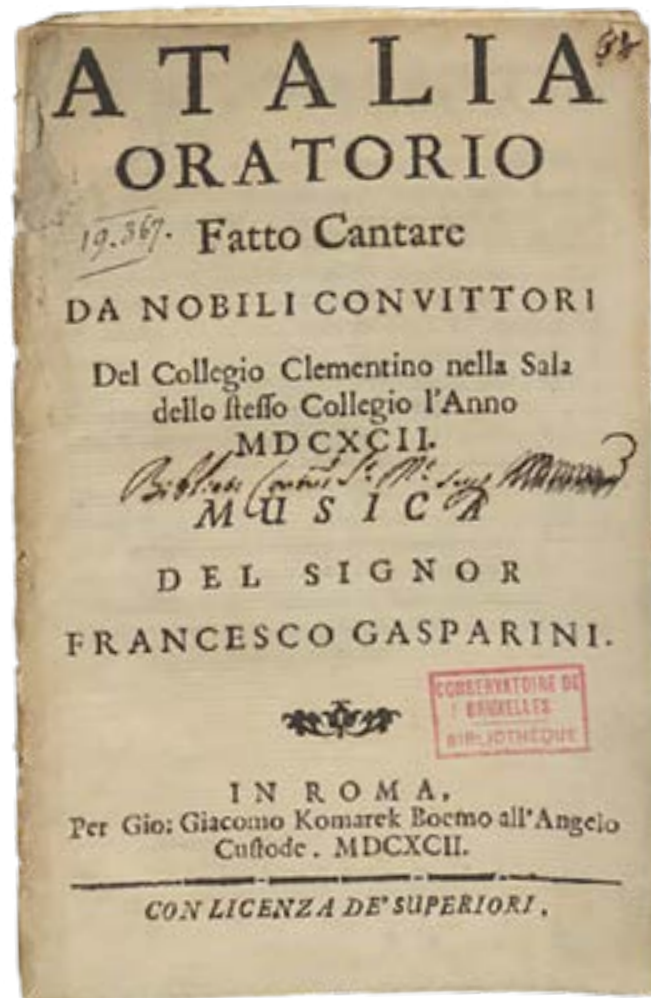 ATALIA
58
ORATORIO
19.367. Fatto Cantare
DA NOBILI CONVITTORI
Del Collegio Clementino nella Sala
dello steſſo Collegio l'Anno
MDCXCII.
MUSICA
DEL SIGNOR
FRANCESCO GASPARINI.
CONSERVATOIRE DE
BRUXELLES
BIBLIOTHEQUE
IN ROMA,
Per Gio: Giacomo Komarek Boemo all'Angelo
Cuſtode. MDCXCII.
CON LICENZA DE' SUPERIORI.